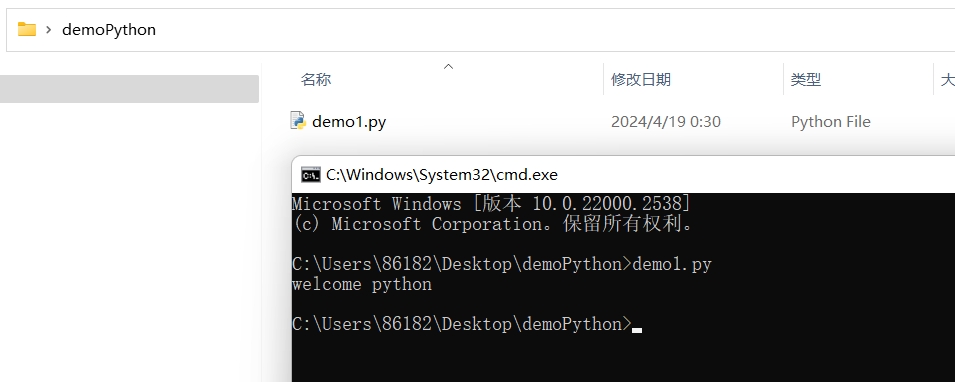 demoPython
名称 修改日期 类型 大
demo1.py 2024/4/19 0:30 Python File
C:\Windows\System32\cmd.exe
Microsoft Windows [版本 10.0.22000.2538]
(c) Microsoft Corporation。保留所有权利。
C:\Users\86182\Desktop\demoPython>demo1.py
welcome python
C:\Users\86182\Desktop\demoPython>